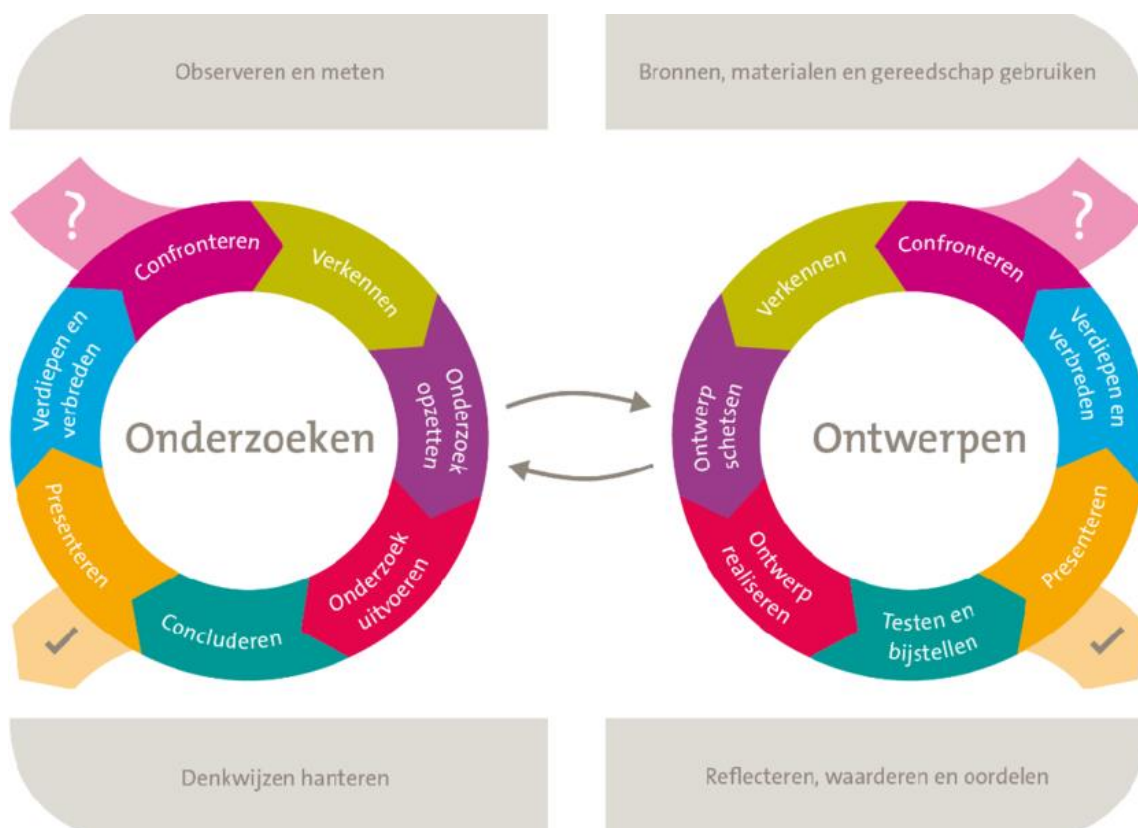 Observeren en meten
Bronnen, materialen en gereedschap gebruiken
?
Confronteren
Verkennen
Onderzoek
opzetten
Onderzoek
uitvoeren
Concluderen
Presenteren
Verdiepen en
verbreden
Onderzoeken
?
Confronteren
Verkennen
Ontwerp
schetsen
Ontwerp
realiseren
Testen en
bijstellen
Presenteren
Verdiepen en
verbreden
Ontwerpen
Denkwijzen hanteren
Reflecteren, waarderen en oordelen